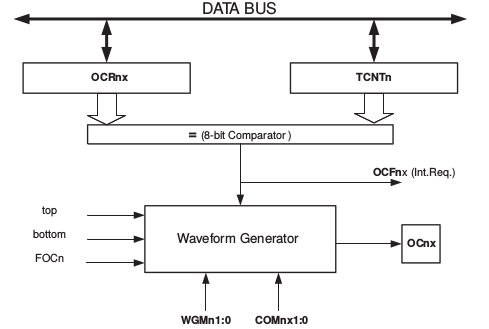 DATA BUS
OCRnx
TCNTn
= (8-bit Comparator)
OCFnx (Int.Req.)
top
bottom
FOCn
Waveform Generator
OCnx
WGMn1:0
COMnx1:0